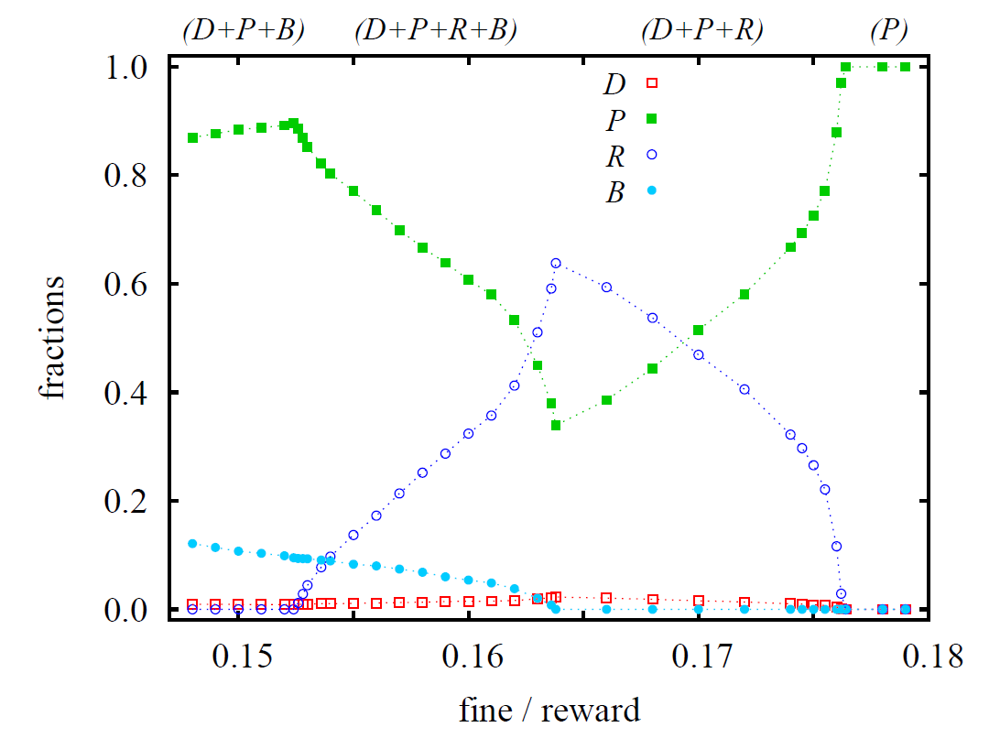 (D+P+B) (D+P+R+B) (D+P+R) (P)
1.0
D
P
0.8
R
B
0.6
fractions
0.4
0.2
0.0
0.15 0.16 0.17 0.18
fine / reward